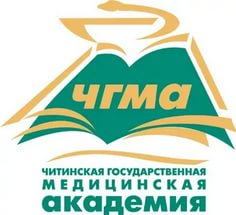 чгма
ЧИТИНСКАЯ ГОСУДАРСТВЕННАЯ
МЕДИЦИНСКАЯ
академия